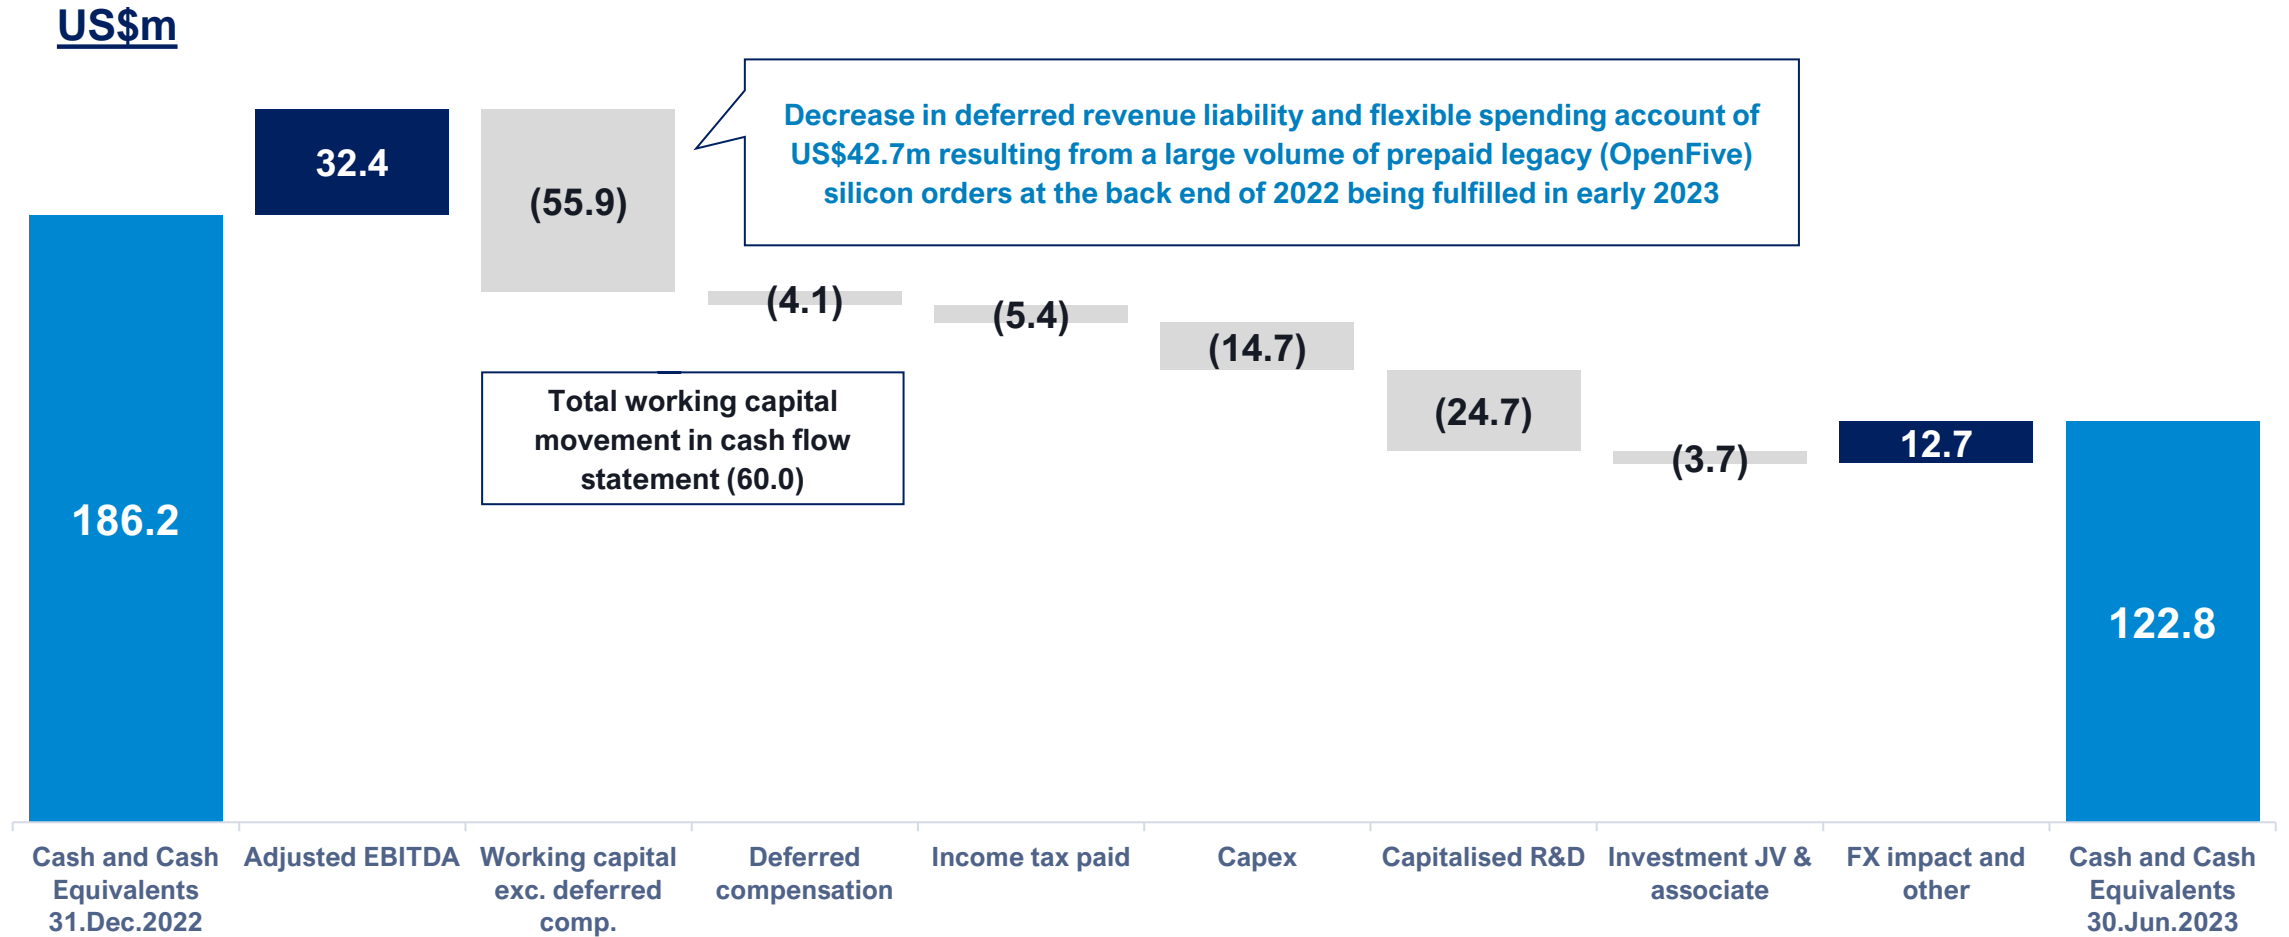 US$m
Decrease in deferred revenue liability and flexible spending account of
US$42.7m resulting from a large volume of prepaid legacy (OpenFive)
silicon orders at the back end of 2022 being fulfilled in early 2023
32.4
(55.9)
(4.1)
(5.4)
(14.7)
(24.7)
(3.7)
12.7
Total working capital
movement in cash flow
statement (60.0)
186.2
122.8
Cash and Cash
Equivalents
31.Dec.2022
Adjusted EBITDA
Working capital
exc. deferred
comp.
Deferred
compensation
Income tax paid
Capex
Capitalised R&D
Investment JV &
associate
FX impact and
other
Cash and Cash
Equivalents
30.Jun.2023